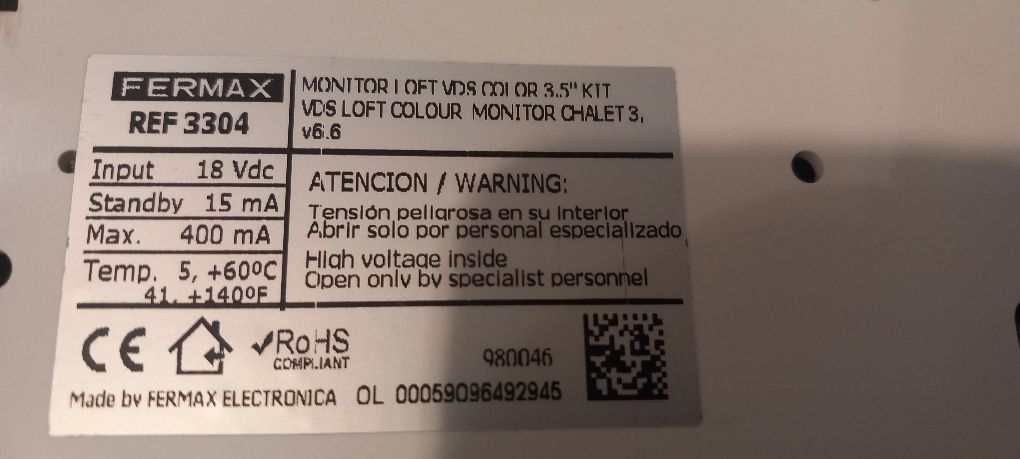 FERMAX
REF 3304
MONITOR LOFT VDS COLOR 3.5" KIT
VDS LOFT COLOUR MONITOR CHALET 3,
v6.6
Input 18 Vdc
Standby 15 mA
Max. 400 mA
Temp. 5, +60ºC
41, +140ºF
ATENCION / WARNING:
Tensión peligrosa en su interior
Abrir solo por personal especializado
High voltage inside
Open only by specialist personnel
CE
RoHS
COMPLIANT
980046
Made by FERMAX ELECTRONICA OL 00059096492945